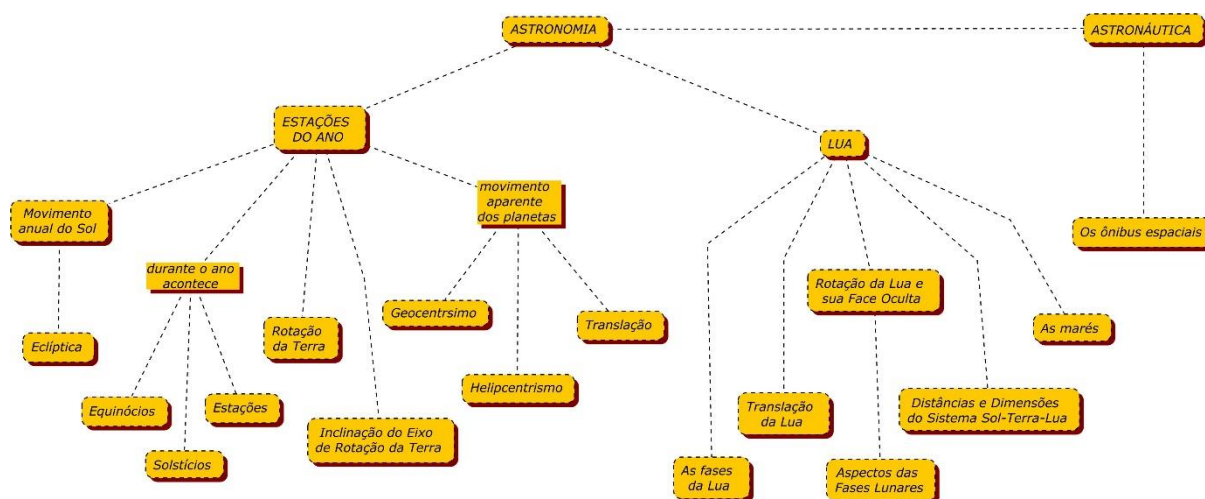 ASTRONOMIA
ASTRONÁUTICA
ESTAÇÕES
DO ANO
LUA
Movimento
anual do Sol
movimento
aparente
dos planetas
Os ônibus espaciais
durante o ano
acontece
Rotação da Lua e
sua Face Oculta
Geocentrsimo
Translação
As marés
Rotação
da Terra
Eclíptica
Helipcentrismo
Equinócios
Estações
Translação
da Lua
Distâncias e Dimensões
do Sistema Sol-Terra-Lua
Inclinação do Eixo
de Rotação da Terra
Solstícios
As fases
da Lua
Aspectos das
Fases Lunares